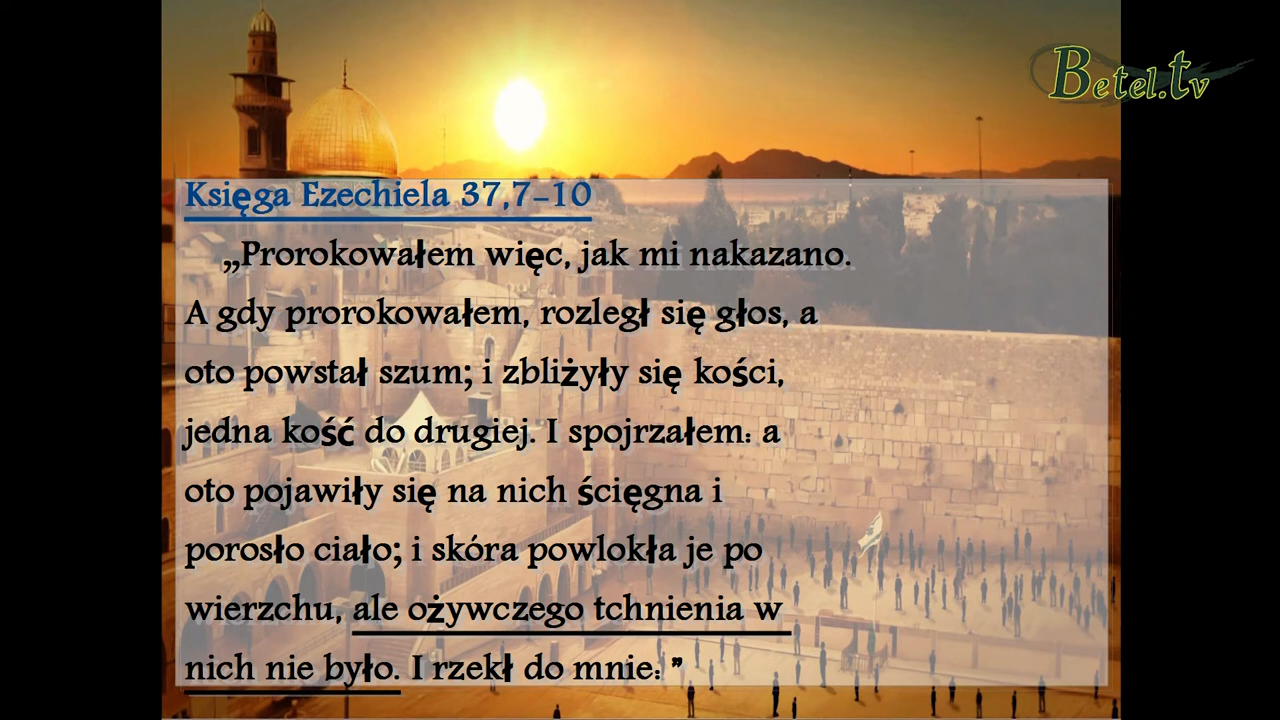 Betel.tv
Księga Ezechiela 37,7-10
„Prorokowałem więc, jak mi nakazano.
A gdy prorokowałem, rozległ się głos, a
oto powstał szum; i zbliżyły się kości,
jedna kość do drugiej. I spojrzałem: a
oto pojawiły się na nich ścięgna i
porosło ciało; i skóra powlokła je po
wierzchu, ale ożywczego tchnienia w
nich nie było. I rzekł do mnie: ”